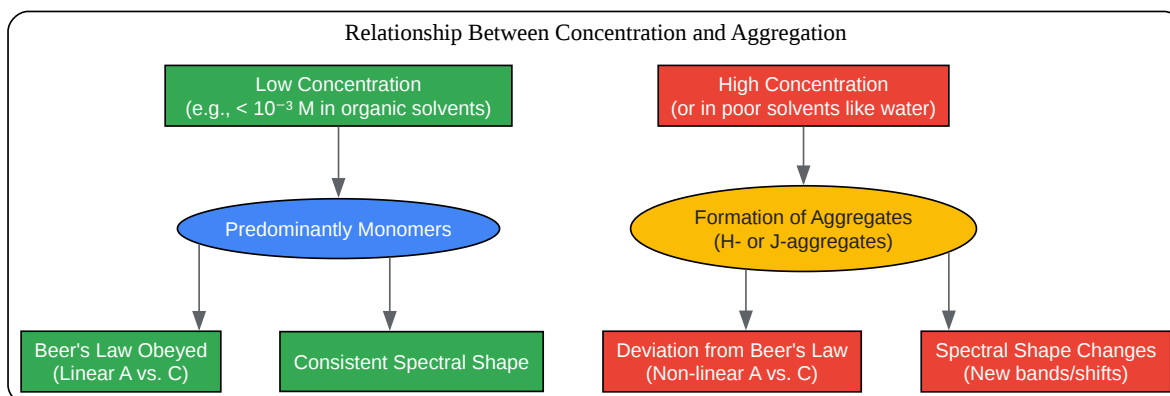 Relationship Between Concentration and Aggregation
Low Concentration
(e.g., < 10⁻³ M in organic solvents)
High Concentration
(or in poor solvents like water)
Predominantly Monomers
Formation of Aggregates
(H- or J-aggregates)
Beer's Law Obeyed
(Linear A vs. C)
Consistent Spectral Shape
Deviation from Beer's Law
(Non-linear A vs. C)
Spectral Shape Changes
(New bands/shifts)